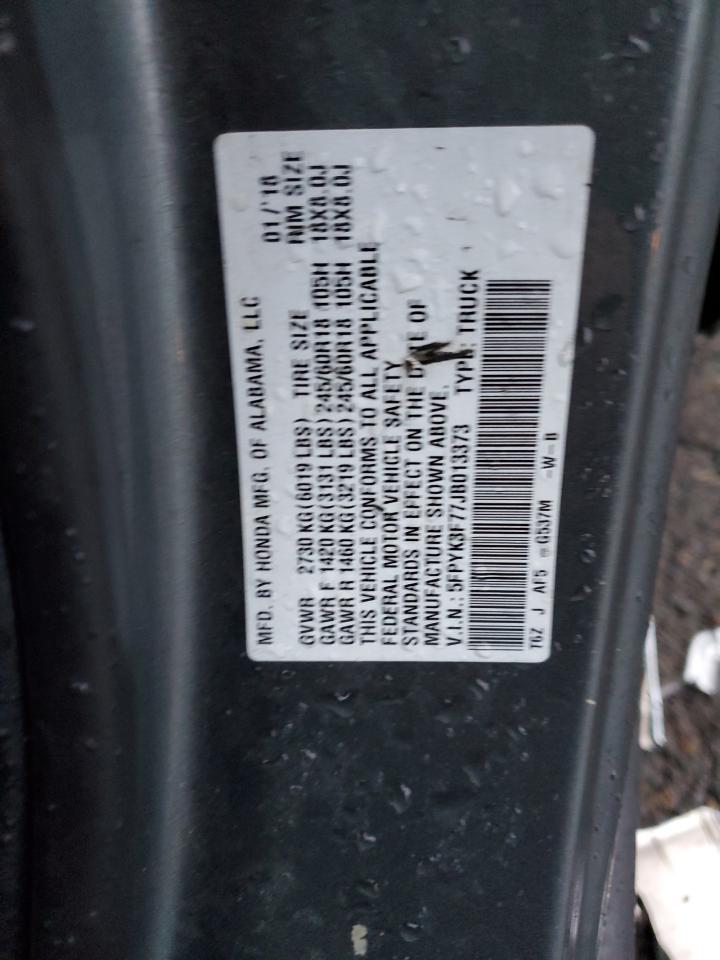 MFD. BY HONDA MFG. OF ALABAMA, LLC 01/'18
GVWR 2730 KG (6019 LBS) TIRE SIZE RIM SIZE
GAWR F 1420 KG (3131 LBS) 245/60R18 105H 18X8.0J
GAWR R 1460 KG (3219 LBS) 245/60R18 105H 18X8.0J
THIS VEHICLE CONFORMS TO ALL APPLICABLE
FEDERAL MOTOR VEHICLE SAFETY
STANDARDS IN EFFECT ON THE DATE OF
MANUFACTURE SHOWN ABOVE.
V.I.N.: 5FPYK3F77JB013373 TYPE: TRUCK
T6Z J AF5 -G537M -W-B